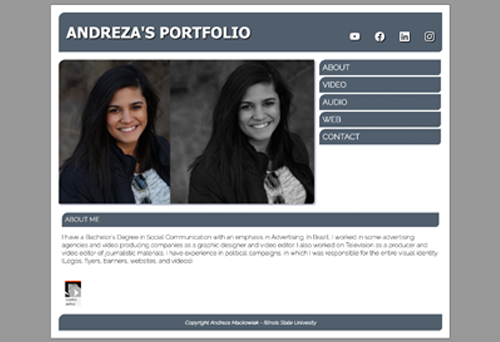 ANDREZA'S PORTFOLIO
ABOUT
VIDEO
AUDIO
WEB
CONTACT
ABOUT ME
I have a Bachelor's Degree in Social Communication with an emphasis in Advertising. In Brazil, I worked in some advertising
agencies and video producing companies as a graphic designer and video editor. I also worked on Television as a producer and
video editor of journalistic materials. I have experience in political campaigns, in which I was responsible for the entire visual identity
(Logos, flyers, banners, websites, and videos).
Copyright Andreza Mackowiak - Illinois State University